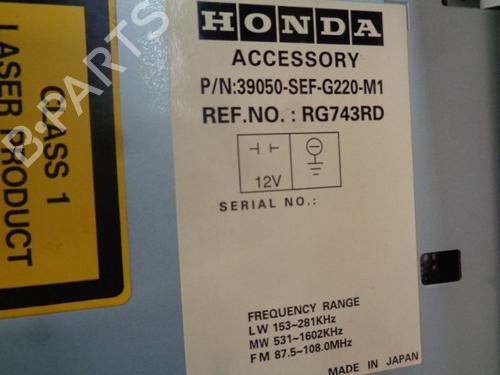 HONDA
ACCESSORY
P/N:39050-SEF-G220-M1
REF.NO. : RG743RD
12V
SERIAL NO.:
FREQUENCY RANGE
LW 153~281KHz
MW 531~1602KHz
FM 87.5~108.0MHz
MADE IN JAPAN
CLASS 1
LASER PRODUCT
B-PARTS